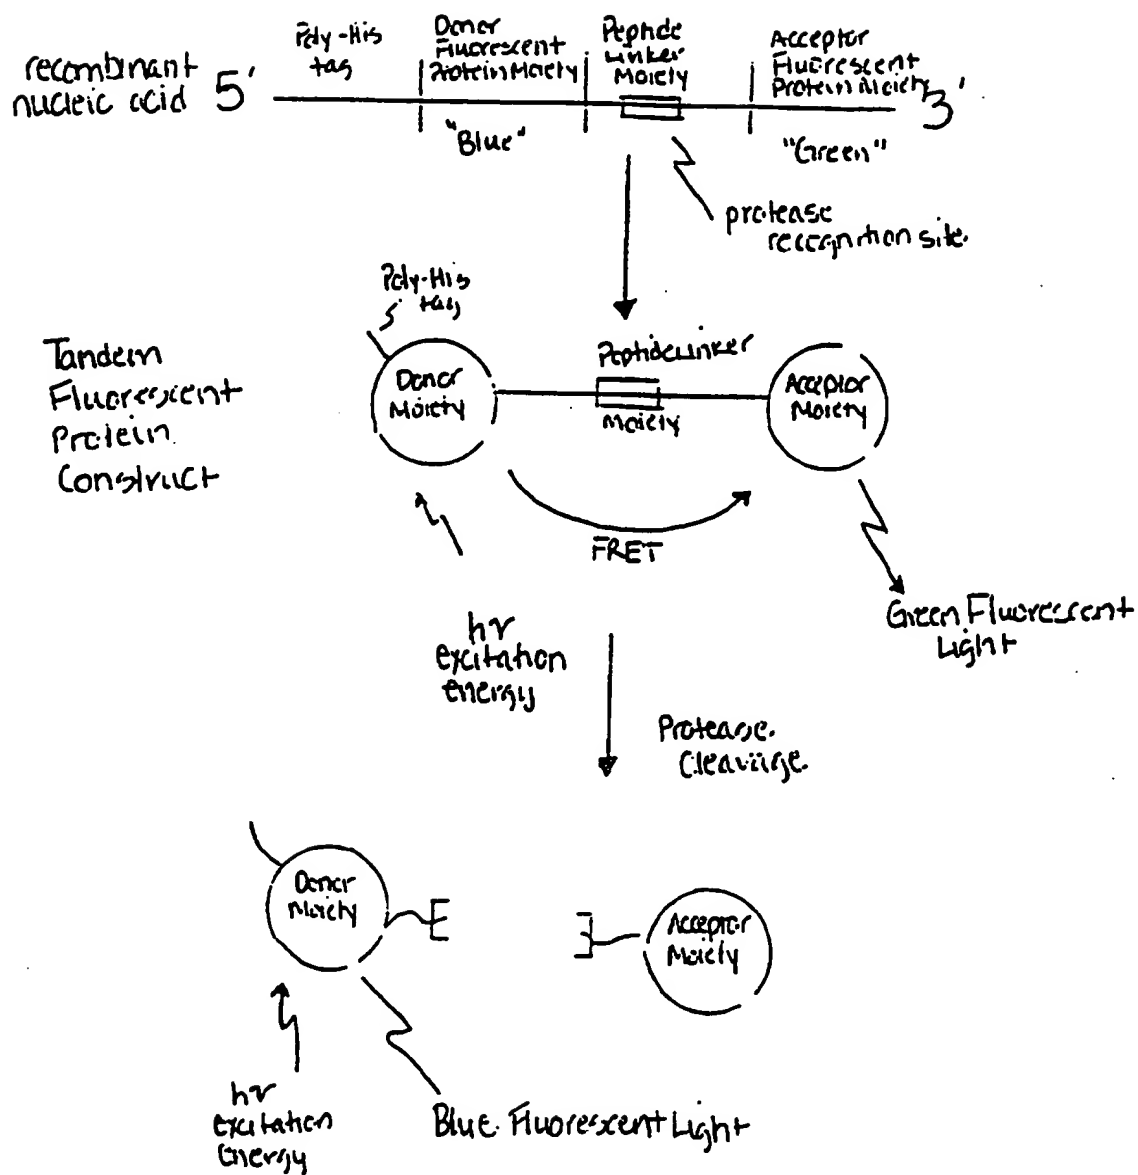 recombinant
nucleic acid
5'
Poly-His
tag
Donor
Fluorescent
Protein Moiety
Peptide
Linker
Moiety
Acceptor
Fluorescent
Protein Moiety
3'
"Blue"
"Green"
protease
recognition site.
Poly-His
tag
Tandem
Fluorescent
Protein
Construct
Donor
Moiety
Peptide Linker
Moiety
Acceptor
Moiety
FRET
hν
excitation
energy
Green Fluorescent
Light
Protease
Cleavage.
Donor
Moiety
Acceptor
Moiety
hν
excitation
Energy
Blue Fluorescent Light